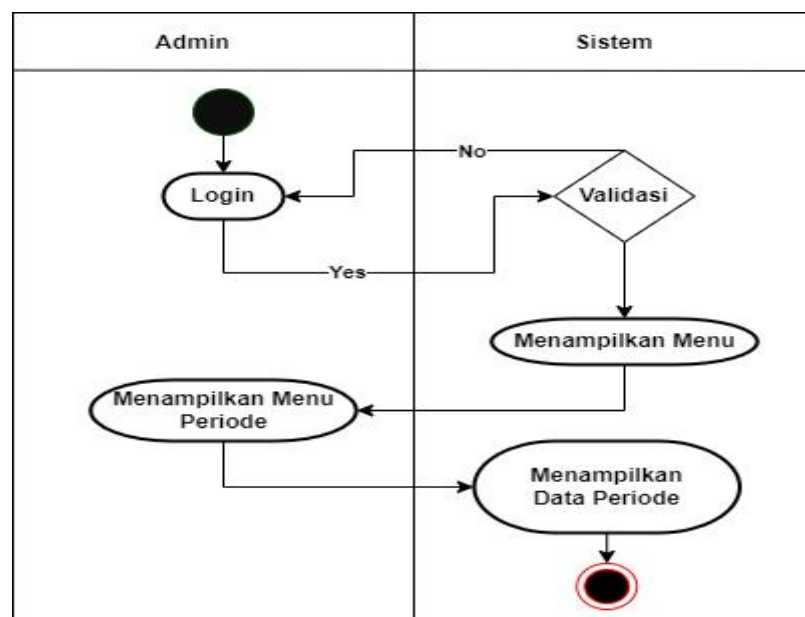 Admin
Sistem
No
Login
Validasi
Yes
Menampilkan Menu
Menampilkan Menu
Periode
Menampilkan
Data Periode